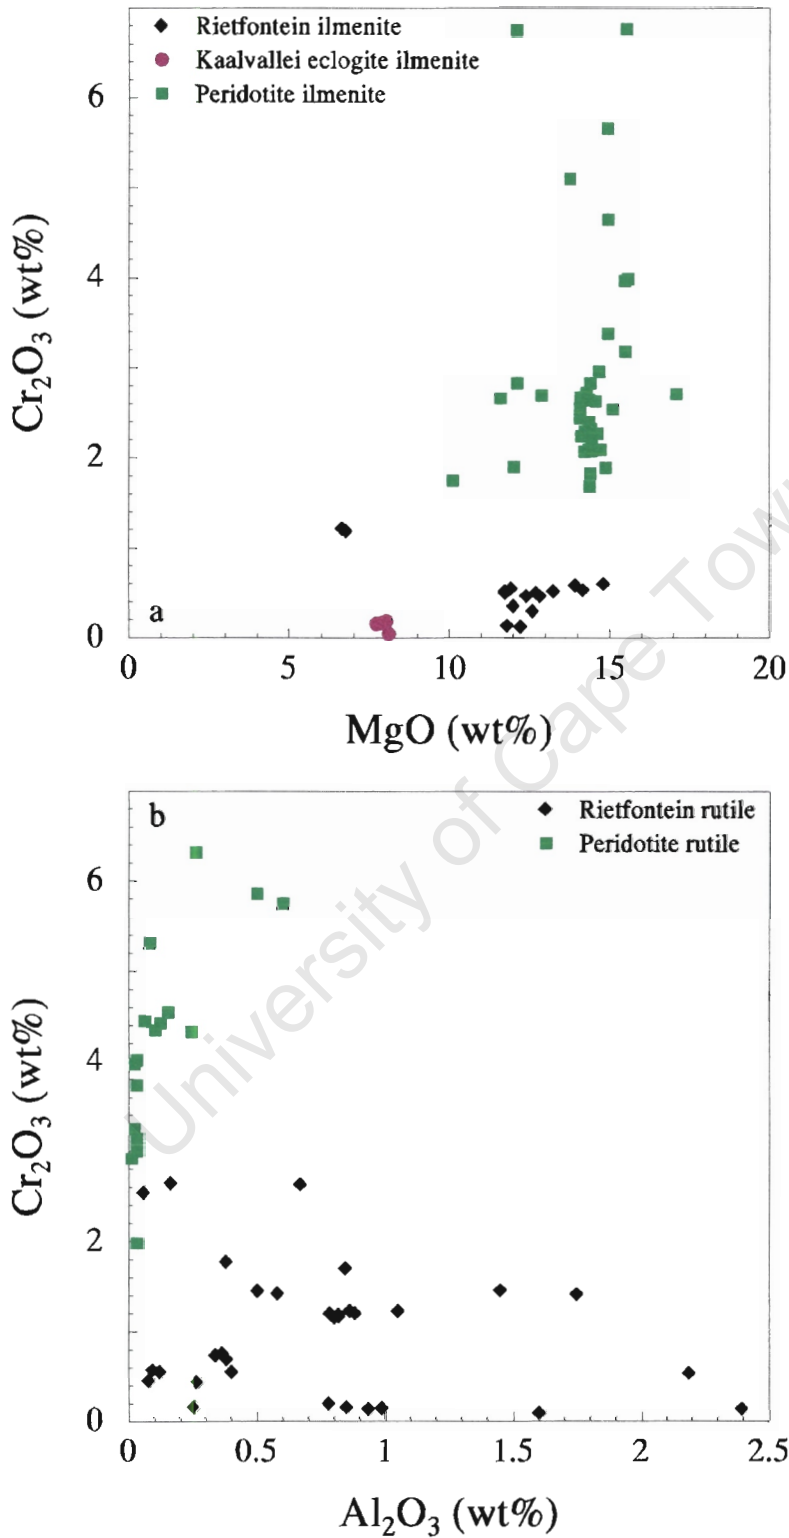 Rietfontein ilmenite
Kaalvallei eclogite ilmenite
Peridotite ilmenite
6
4
2
0
Cr₂O₃ (wt%)
a
0 5 10 15 20
MgO (wt%)
b
Rietfontein rutile
Peridotite rutile
6
4
2
0
Cr₂O₃ (wt%)
0 0.5 1 1.5 2 2.5
Al₂O₃ (wt%)
University of Cape Town